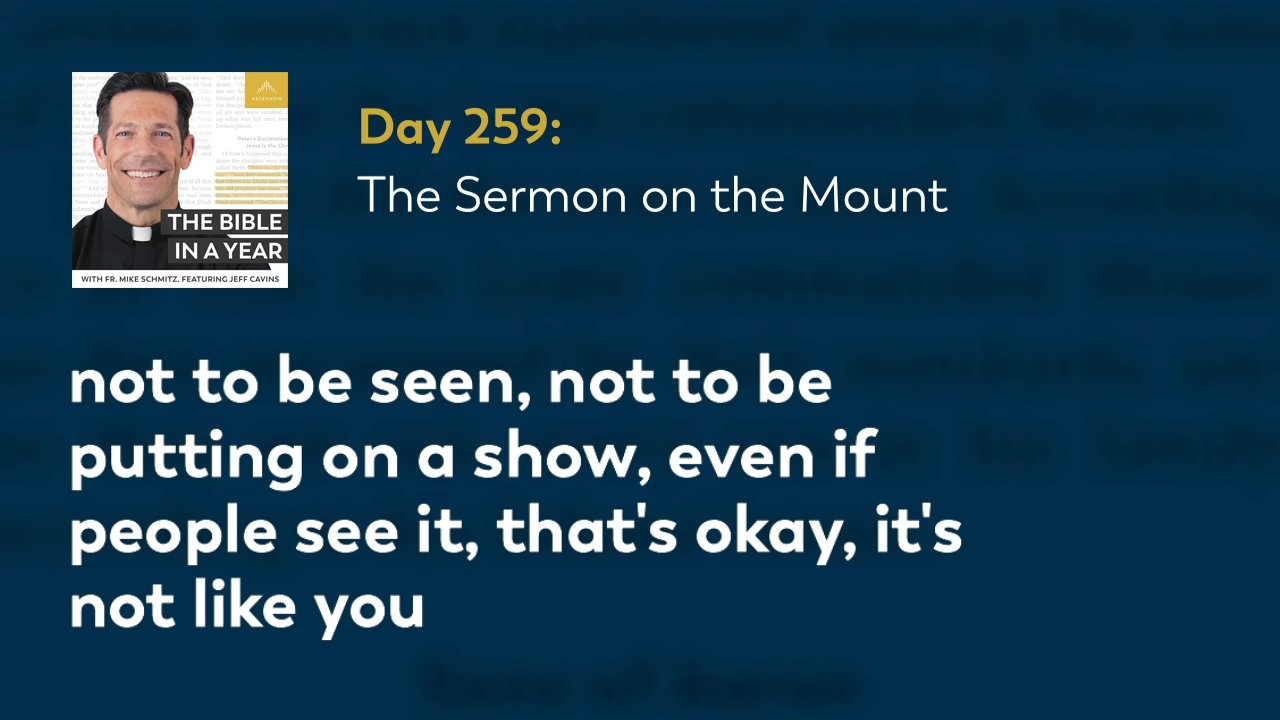 ASCENSION
THE BIBLE
IN A YEAR
WITH FR. MIKE SCHMITZ, FEATURING JEFF CAVINS
Day 259:
The Sermon on the Mount
not to be seen, not to be
putting on a show, even if
people see it, that's okay, it's
not like you